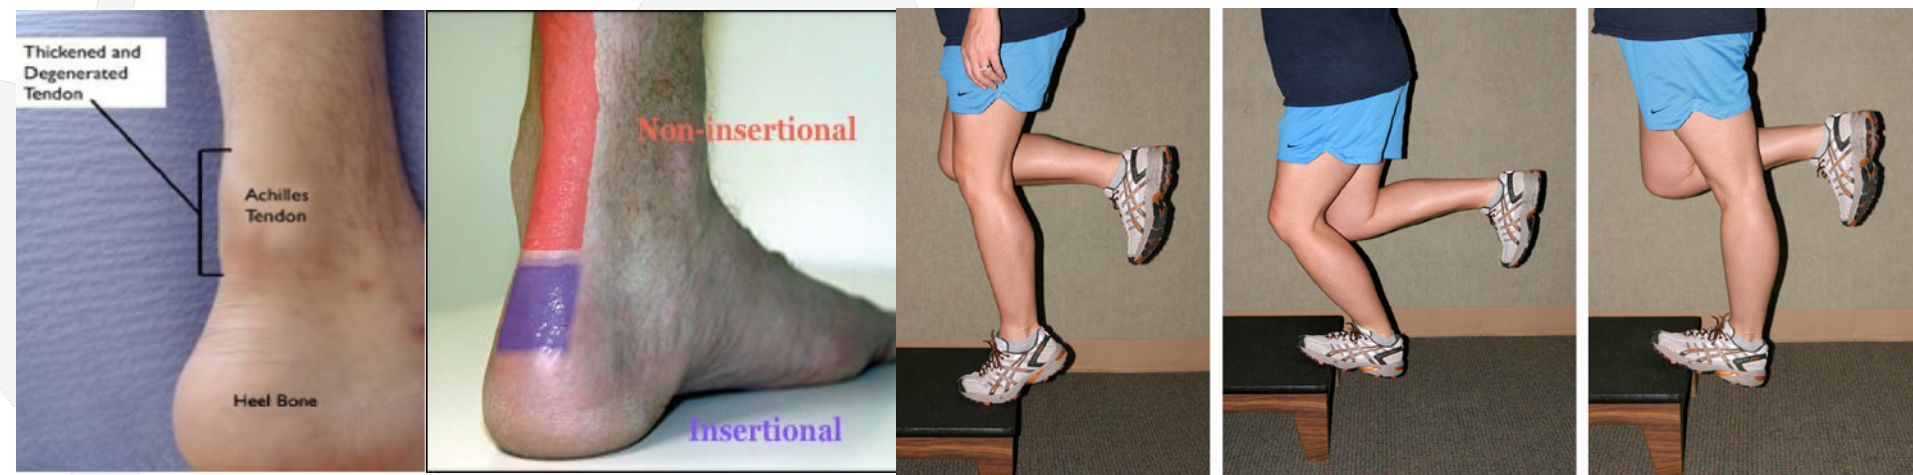 Thickened and
Degenerated
Tendon
Achilles
Tendon
Heel Bone
Non-insertional
Insertional